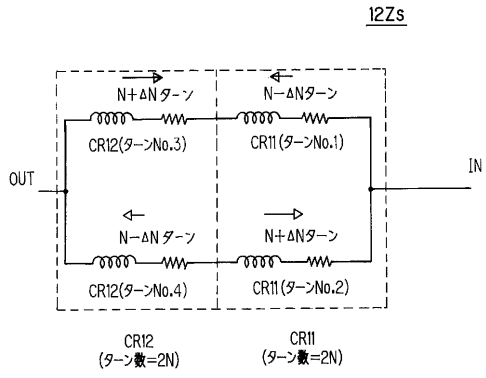 12Zs
N+ΔNターン
N−ΔNターン
CR12(ターンNo.3)
CR11(ターンNo.1)
OUT
IN
N−ΔNターン
N+ΔNターン
CR12(ターンNo.4)
CR11(ターンNo.2)
CR12
(ターン数=2N)
CR11
(ターン数=2N)